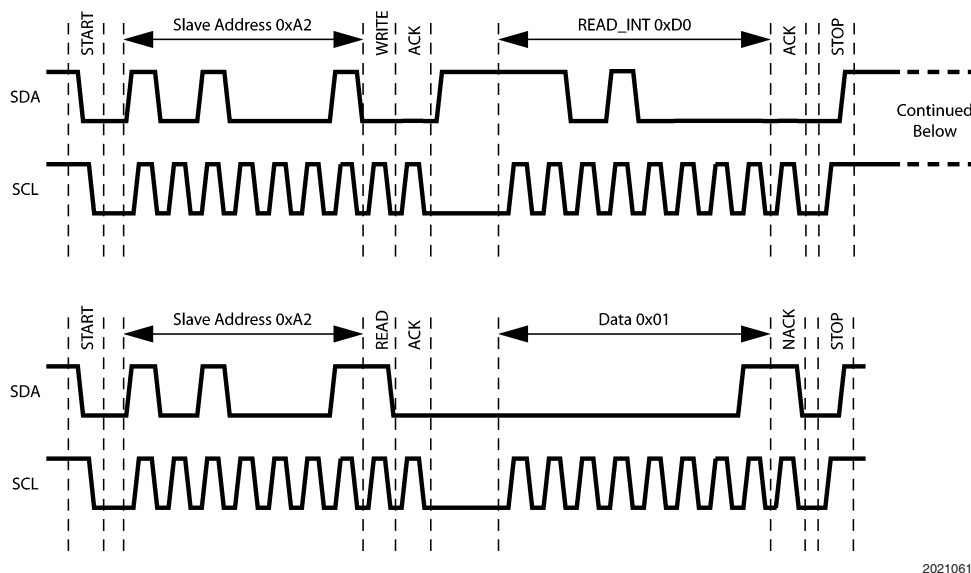 START
Slave Address 0xA2
WRITE
ACK
READ_INT 0xD0
ACK
STOP
SDA
Continued
Below
SCL
START
Slave Address 0xA2
READ
ACK
Data 0x01
NACK
STOP
SDA
SCL
2021061